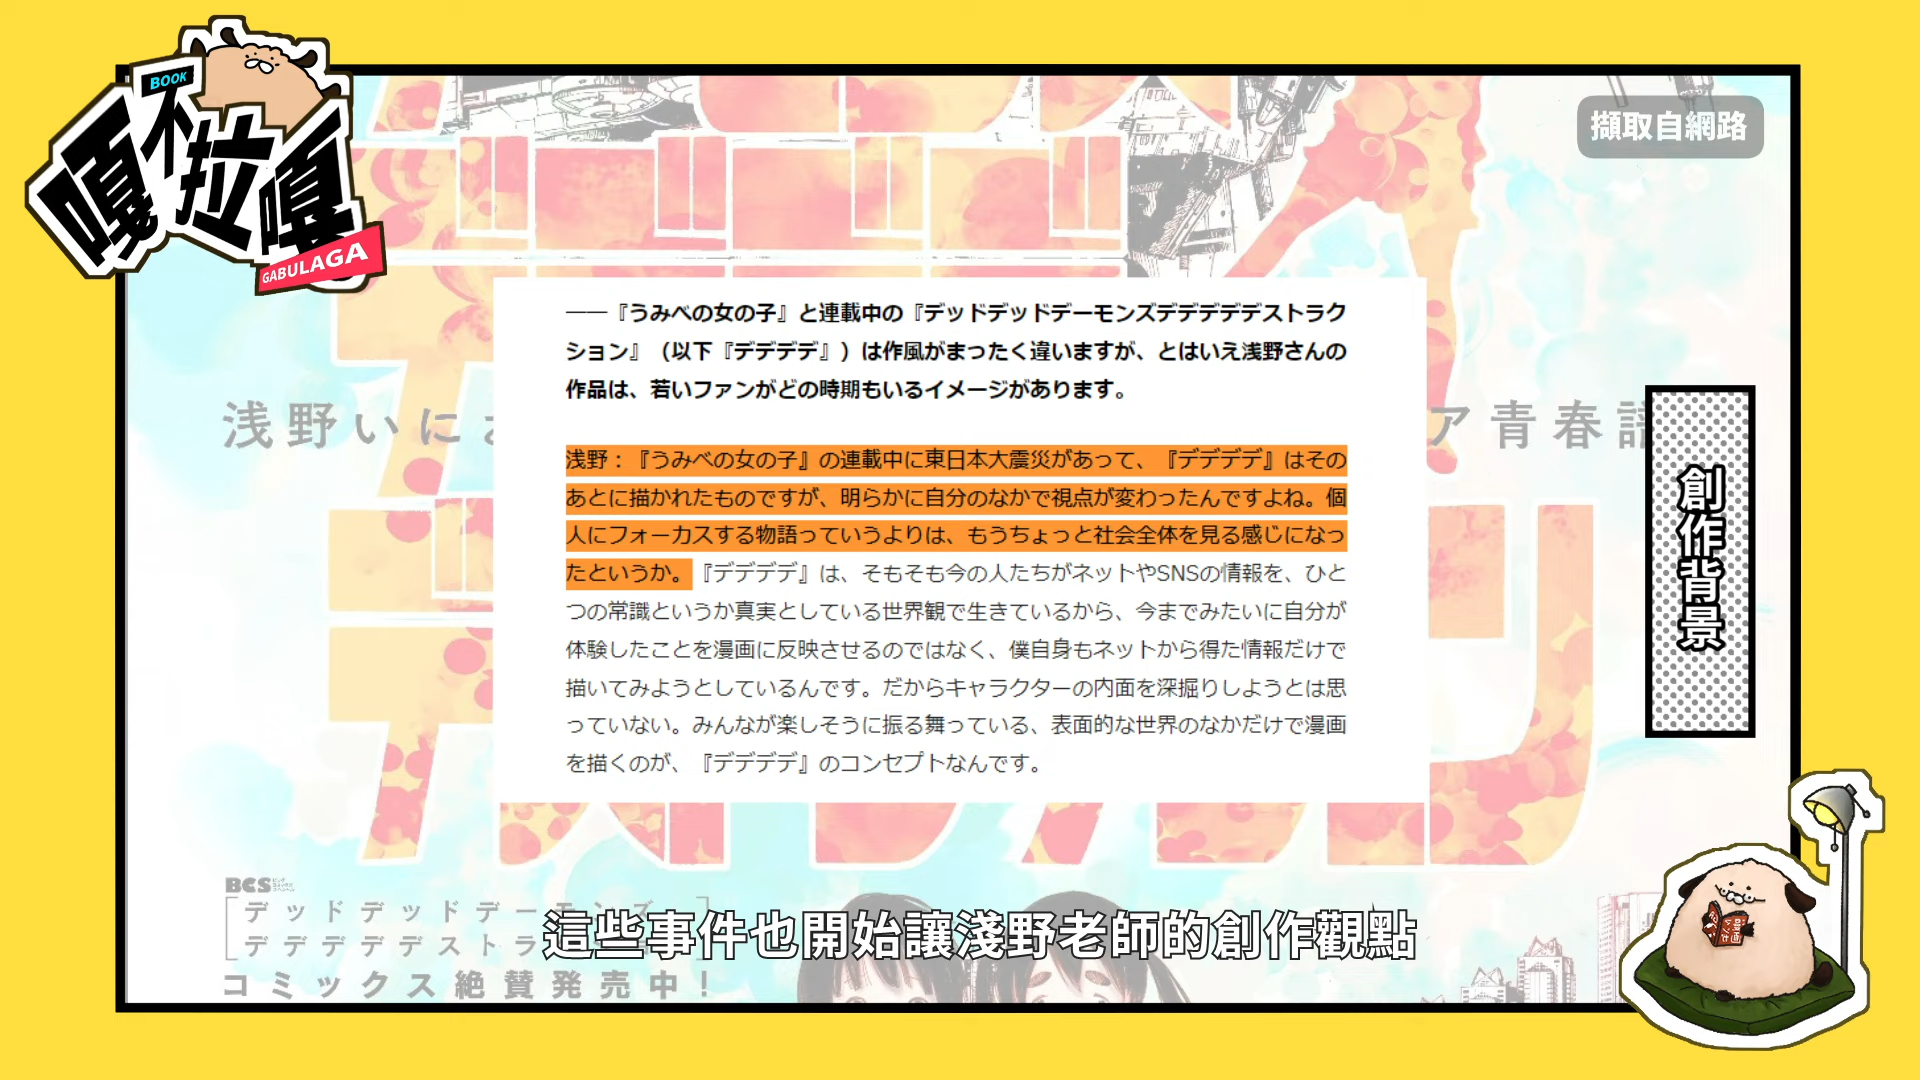 BOOK
嘎不拉嘎
GABULAGA
擷取自網路
——『うみべの女の子』と連載中の『デッドデッドデーモンズデデデデデストラク
ション』（以下『デデデデ』）は作風がまったく違いますが、とはいえ浅野さんの
作品は、若いファンがどの時期もいるイメージがあります。
浅野いに
ア青春
浅野：『うみべの女の子』の連載中に東日本大震災があって、『デデデデ』はその
あとに描かれたものですが、明らかに自分のなかで視点が変わったんですよね。個
人にフォーカスする物語っていうよりは、もうちょっと社会全体を見る感じになっ
たというか。『デデデデ』は、そもそも今の人たちがネットやSNSの情報を、ひと
つの常識というか真実としている世界観で生きているから、今までみたいに自分が
体験したことを漫画に反映させるのではなく、僕自身もネットから得た情報だけで
描いてみようとしているんです。だからキャラクターの内面を深掘りしようとは思
っていない。みんなが楽しそうに振る舞っている、表面的な世界のなかだけで漫画
を描くのが、『デデデデ』のコンセプトなんです。
創作背景
BCS
デッドデッドデーモンズ
デデデデデストラ
コミックス絶賛発売中！
這些事件也開始讓淺野老師的創作觀點